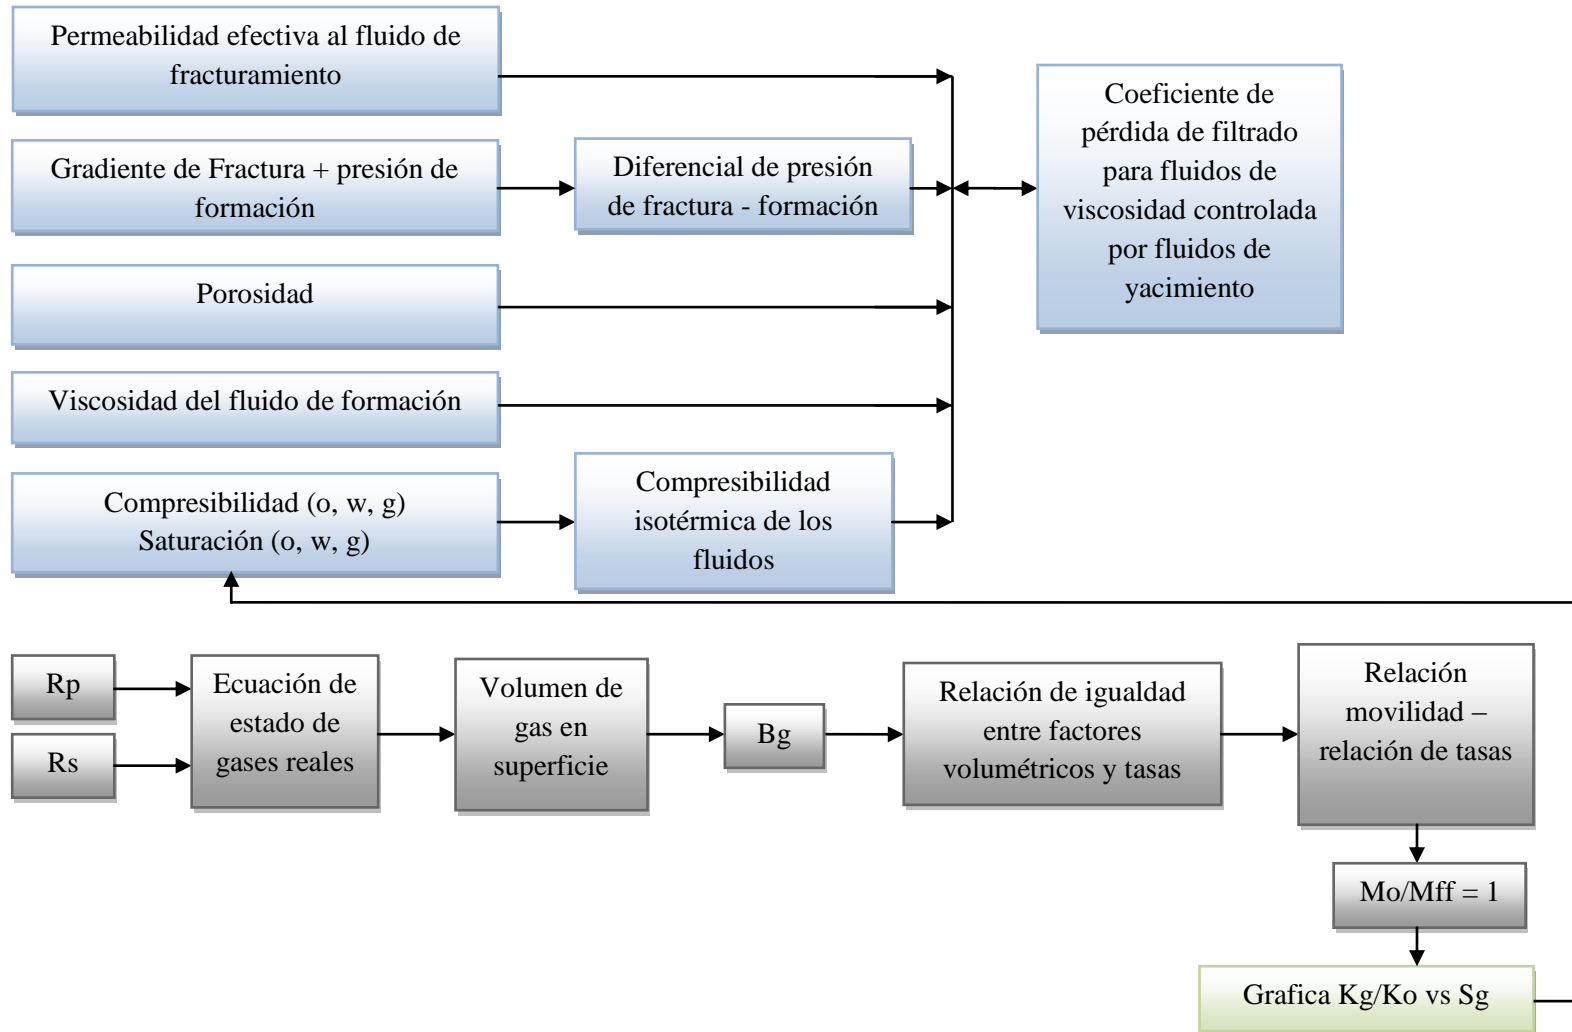 Permeabilidad efectiva al fluido de
fracturamiento
Gradiente de Fractura + presión de
formación
Diferencial de presión
de fractura - formación
Porosidad
Viscosidad del fluido de formación
Compresibilidad (o, w, g)
Saturación (o, w, g)
Compresibilidad
isotérmica de los
fluidos
Coeficiente de
pérdida de filtrado
para fluidos de
viscosidad controlada
por fluidos de
yacimiento
Rp
Rs
Ecuación de
estado de
gases reales
Volumen de
gas en
superficie
Bg
Relación de igualdad
entre factores
volumétricos y tasas
Relación
movilidad –
relación de tasas
Mo/Mff = 1
Grafica Kg/Ko vs Sg